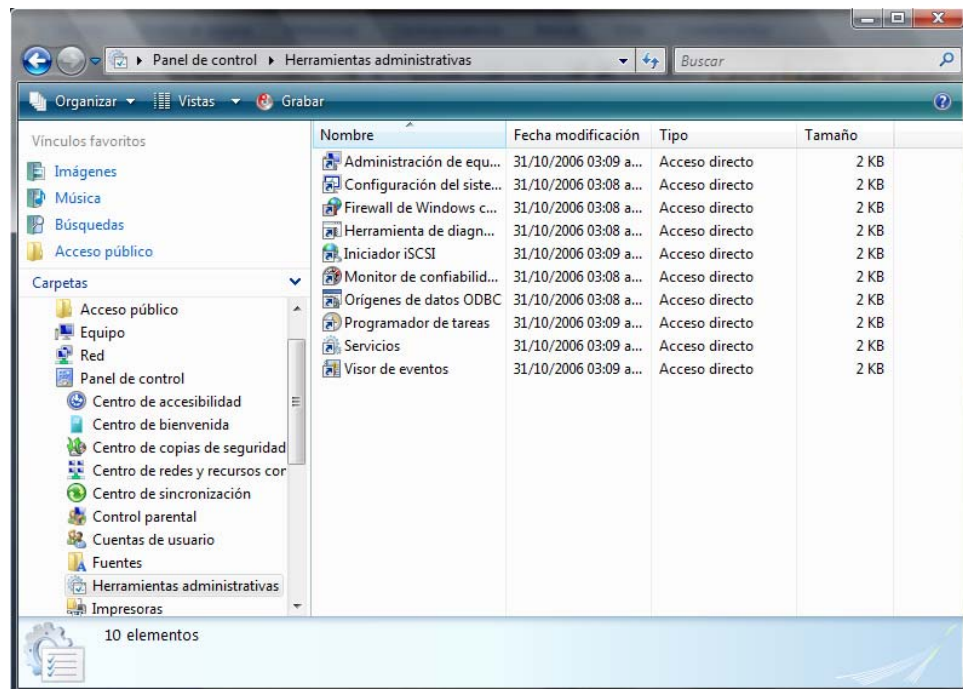 Panel de control Herramientas administrativas Buscar
Organizar Vistas Grabar
Vínculos favoritos
Imágenes
Música
Búsquedas
Acceso público
Carpetas
Acceso público
Equipo
Red
Panel de control
Centro de accesibilidad
Centro de bienvenida
Centro de copias de seguridad
Centro de redes y recursos cor
Centro de sincronización
Control parental
Cuentas de usuario
Fuentes
Herramientas administrativas
Impresoras
Nombre Fecha modificación Tipo Tamaño
Administración de equ... 31/10/2006 03:09 a... Acceso directo 2 KB
Configuración del siste... 31/10/2006 03:08 a... Acceso directo 2 KB
Firewall de Windows c... 31/10/2006 03:08 a... Acceso directo 2 KB
Herramienta de diagn... 31/10/2006 03:08 a... Acceso directo 2 KB
Iniciador iSCSI 31/10/2006 03:09 a... Acceso directo 2 KB
Monitor de confiabilid... 31/10/2006 03:08 a... Acceso directo 2 KB
Orígenes de datos ODBC 31/10/2006 03:08 a... Acceso directo 2 KB
Programador de tareas 31/10/2006 03:09 a... Acceso directo 2 KB
Servicios 31/10/2006 03:09 a... Acceso directo 2 KB
Visor de eventos 31/10/2006 03:09 a... Acceso directo 2 KB
10 elementos